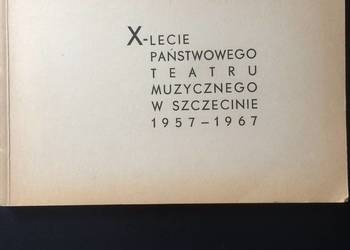 X-LECIE
PAŃSTWOWEGO
TEATRU
MUZYCZNEGO
W SZCZECINIE
1957–1967